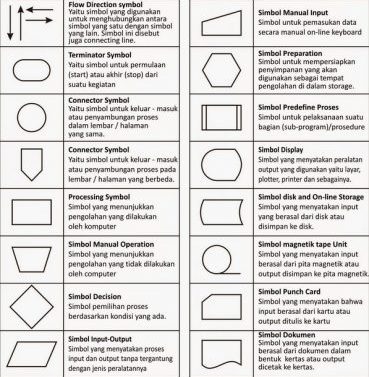 Flow Direction symbol
Yaitu simbol yang digunakan
untuk menghubungkan antara
simbol yang satu dengan simbol
yang lain. Simbol ini disebut
juga connecting line.
Terminator Symbol
Yaitu simbol untuk permulaan
(start) atau akhir (stop) dari
suatu kegiatan
Connector Symbol
Yaitu simbol untuk keluar - masuk
atau penyambungan proses
dalam lembar / halaman
yang sama.
Connector Symbol
Yaitu simbol untuk keluar - masuk
atau penyambungan proses pada
lembar / halaman yang berbeda.
Processing Symbol
Simbol yang menunjukkan
pengolahan yang dilakukan
oleh komputer
Simbol Manual Operation
Simbol yang menunjukkan
pengolahan yang tidak dilakukan
oleh computer
Simbol Decision
Simbol pemilihan proses
berdasarkan kondisi yang ada.
Simbol Input-Output
Simbol yang menyatakan proses
input dan output tanpa tergantung
dengan jenis peralatannya
Simbol Manual Input
Simbol untuk pemasukan data
secara manual on-line keyboard
Simbol Preparation
Simbol untuk mempersiapkan
penyimpanan yang akan
digunakan sebagai tempat
pengolahan di dalam storage.
Simbol Predefine Proses
Simbol untuk pelaksanaan suatu
bagian (sub-program)/prosedure
Simbol Display
Simbol yang menyatakan peralatan
output yang digunakan yaitu layar,
plotter, printer dan sebagainya.
Simbol disk and On-line Storage
Simbol yang menyatakan input
yang berasal dari disk atau
disimpan ke disk.
Simbol magnetik tape Unit
Simbol yang menyatakan input
berasal dari pita magnetik atau
output disimpan ke pita magnetik.
Simbol Punch Card
Simbol yang menyatakan bahwa
input berasal dari kartu atau
output ditulis ke kartu
Simbol Dokumen
Simbol yang menyatakan input
berasal dari dokumen dalam
bentuk kertas atau output
dicetak ke kertas.